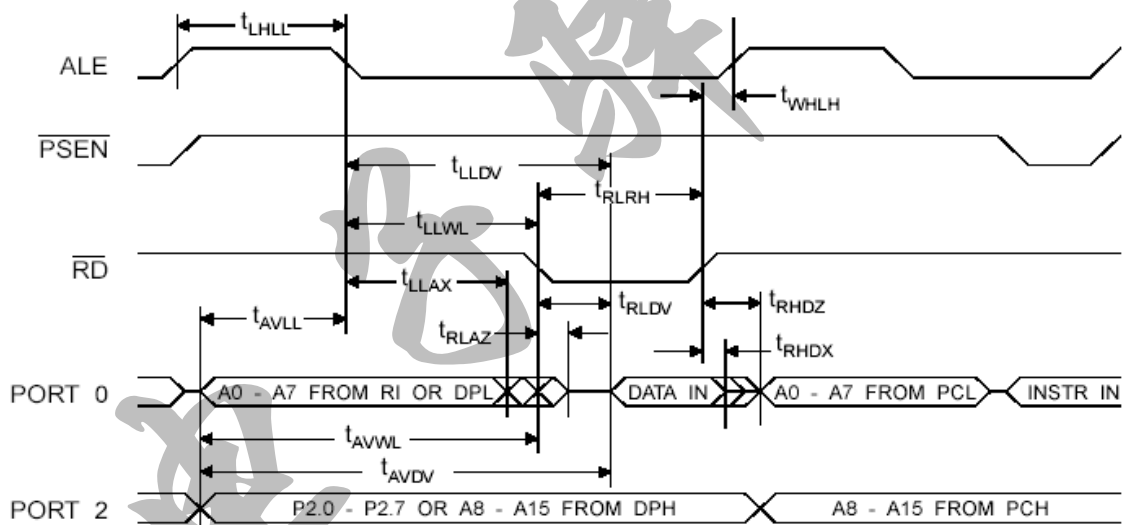 tLHLL
ALE
tWHLH
PSEN
tLLDV
tRLRH
tLLWL
RD
tLLAX
tRLDV
tRHDZ
tAVLL
tRLAZ
tRHDX
PORT 0
A0 - A7 FROM RI OR DPL
DATA IN
A0 - A7 FROM PCL
INSTR IN
tAVWL
tAVDV
PORT 2
P2.0 - P2.7 OR A8 - A15 FROM DPH
A8 - A15 FROM PCH